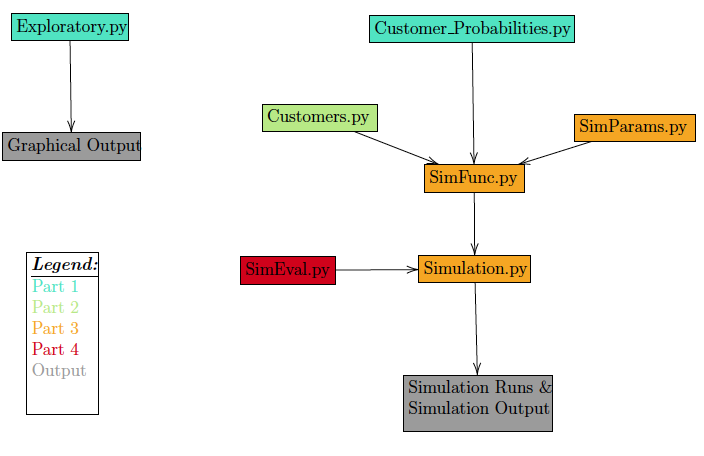 Exploratory.py
Customer_Probabilities.py
Customers.py
SimParams.py
Graphical Output
SimFunc.py
Legend:
Part 1
Part 2
Part 3
Part 4
Output
SimEval.py
Simulation.py
Simulation Runs &
Simulation Output